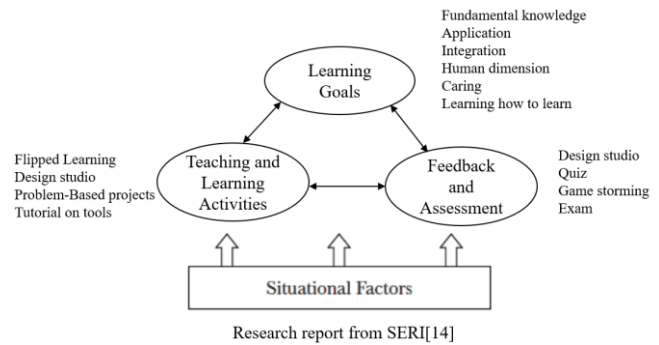 Fundamental knowledge
Application
Integration
Human dimension
Caring
Learning how to learn
Learning
Goals
Flipped Learning
Design studio
Problem-Based projects
Tutorial on tools
Teaching and
Learning
Activities
Feedback
and
Assessment
Design studio
Quiz
Game storming
Exam
Situational Factors
Research report from SERI[14]